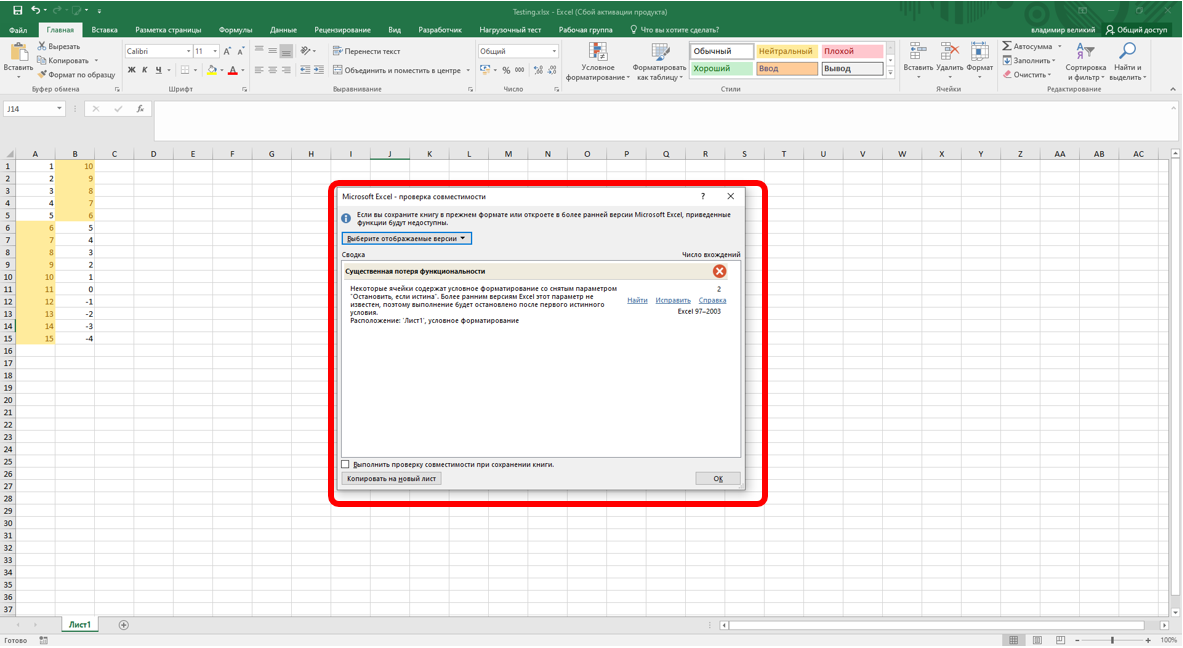 Testing.xlsx - Excel (Сбой активации продукта)
Файл Главная Вставка Разметка страницы Формулы Данные Рецензирование Вид Разработчик Нагрузочный тест Рабочая группа Что вы хотите сделать? владимир великий Общий доступ
Вставить
Вырезать
Копировать
Формат по образцу
Буфер обмена
Calibri 11
Ж К Ч
Шрифт
Перенести текст
Объединить и поместить в центре
Выравнивание
Общий
% 000
Число
Условное форматирование
Форматировать как таблицу
Обычный Нейтральный Плохой
Хороший Ввод Вывод
Стили
Вставить Удалить Формат
Ячейки
Автосумма
Заполнить
Очистить
Сортировка и фильтр
Найти и выделить
Редактирование
J14 fx
A B C D E F G H I J K L M N O P Q R S T U V W X Y Z AA AB AC
1 1 10
2 2 9
3 3 8
4 4 7
5 5 6
6 6 5
7 7 4
8 8 3
9 9 2
10 10 1
11 11 0
12 12 -1
13 13 -2
14 14 -3
15 15 -4
16
17
18
19
20
21
22
23
24
25
26
27
28
29
30
31
32
33
34
35
36
37
Microsoft Excel - проверка совместимости ?
Если вы сохраните книгу в прежнем формате или откроете в более ранней версии Microsoft Excel, приведенные
функции будут недоступны.
Выберите отображаемые версии
Сводка Число вхождений
Существенная потеря функциональности
Некоторые ячейки содержат условное форматирование со снятым параметром
"Остановить, если истина". Более ранним версиям Excel этот параметр не
известен, поэтому выполнение будет остановлено после первого истинного
условия.
Расположение: 'Лист1', условное форматирование
2
Найти Исправить Справка
Excel 97–2003
Выполнить проверку совместимости при сохранении книги.
Копировать на новый лист ОК
Лист1
Готово 100%